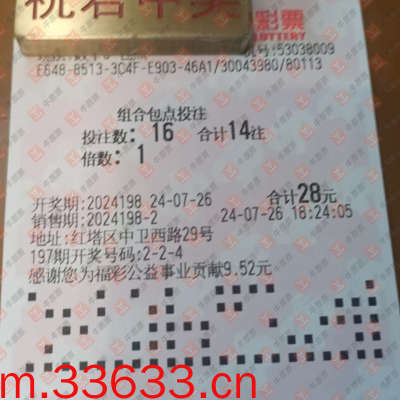 祝君中奖
彩票
LOTTERY
机号:53038009
E648-8513-3C4F-E903-46A1/30043980/80113
组合包点投注
投注数: 16 合计14注
倍数: 1
开奖期:2024198 24-07-26 合计28元
销售期:2024198-2 24-07-26 18:24:05
地址:红塔区中卫西路29号
197期开奖号码:2-2-4
感谢您为福彩公益事业贡献9.52元
m.33633.cn